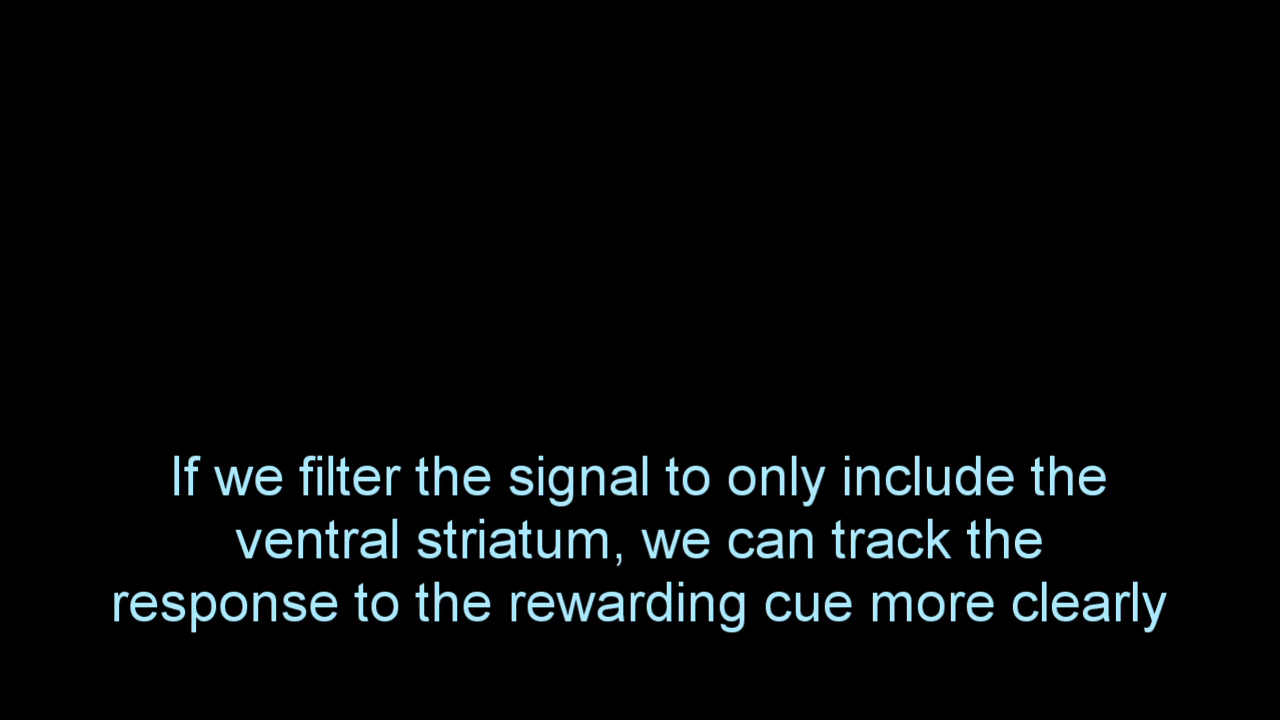 If we filter the signal to only include the
ventral striatum, we can track the
response to the rewarding cue more clearly